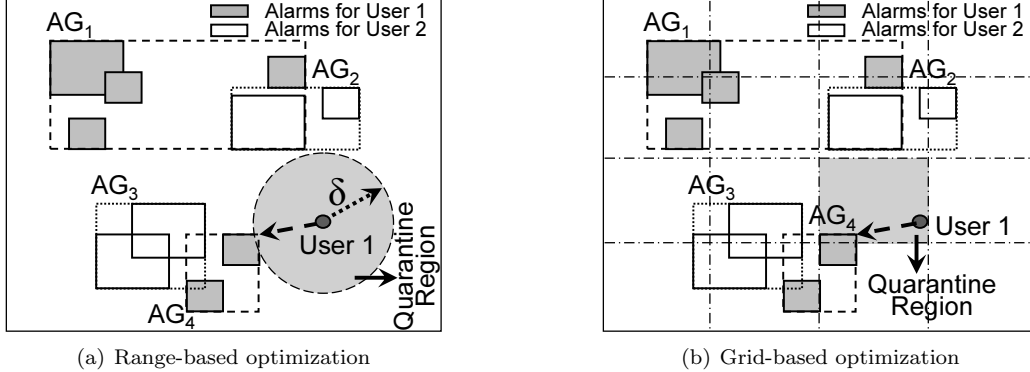 Alarms for User 1
Alarms for User 2
AG1
AG2
AG3
AG4
δ
User 1
Quarantine
Region
(a) Range-based optimization
Alarms for User 1
Alarms for User 2
AG1
AG2
AG3
AG4
User 1
Quarantine
Region
(b) Grid-based optimization